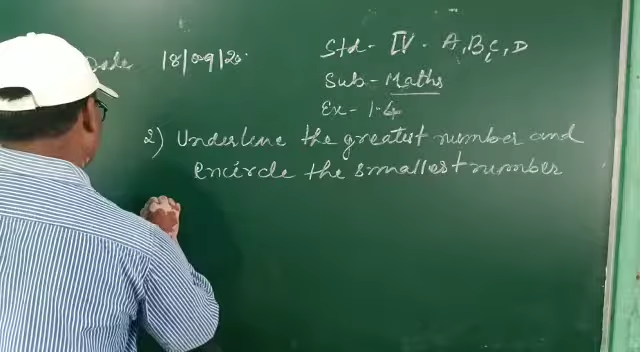 Date 18/09/20.
Std - IV - A,B,C,D
Sub - Maths
Ex - 1.4
2) Underline the greatest number and
encircle the smallest number